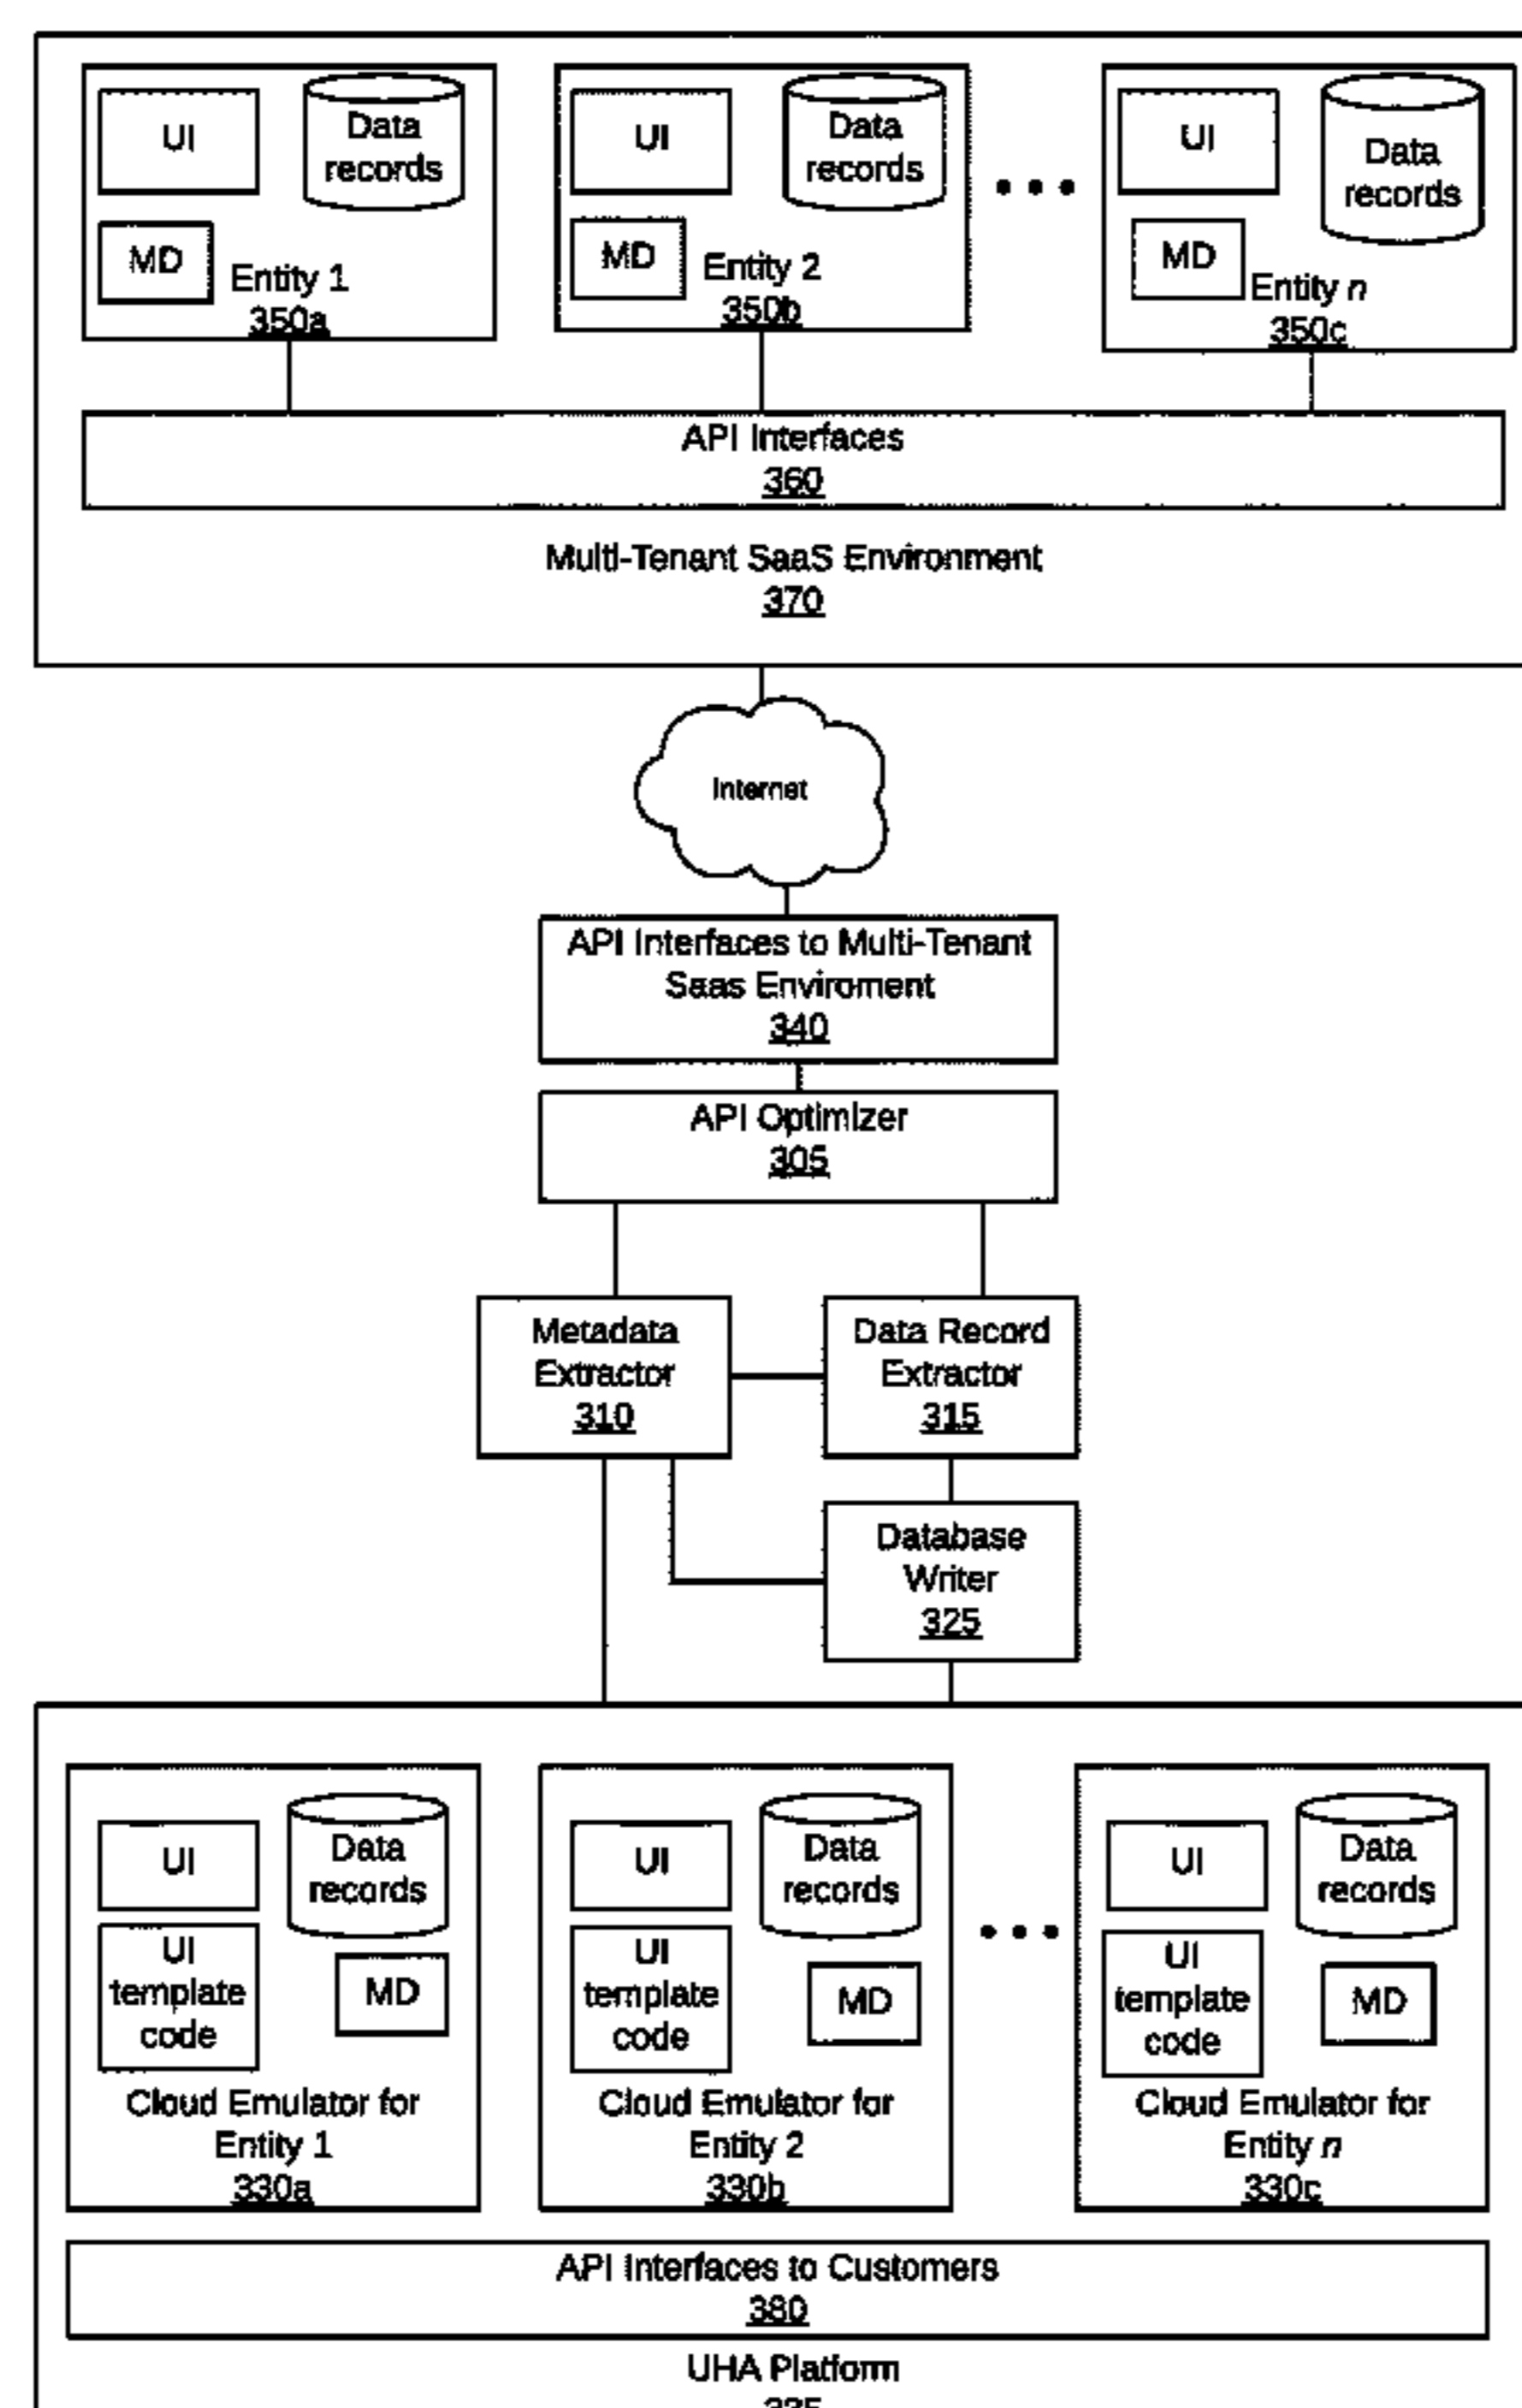 UI
Data
records
MD
Entity 1
350a
UI
Data
records
MD
Entity 2
350b
UI
Data
records
MD
Entity n
350c
API Interfaces
360
Multi-Tenant SaaS Environment
370
Internet
API Interfaces to Multi-Tenant
Saas Enviroment
340
API Optimizer
305
Metadata
Extractor
310
Data Record
Extractor
315
Database
Writer
325
UI
Data
records
UI
template
code
MD
Cloud Emulator for
Entity 1
330a
UI
Data
records
UI
template
code
MD
Cloud Emulator for
Entity 2
330b
UI
Data
records
UI
template
code
MD
Cloud Emulator for
Entity n
330c
API Interfaces to Customers
380
UHA Platform